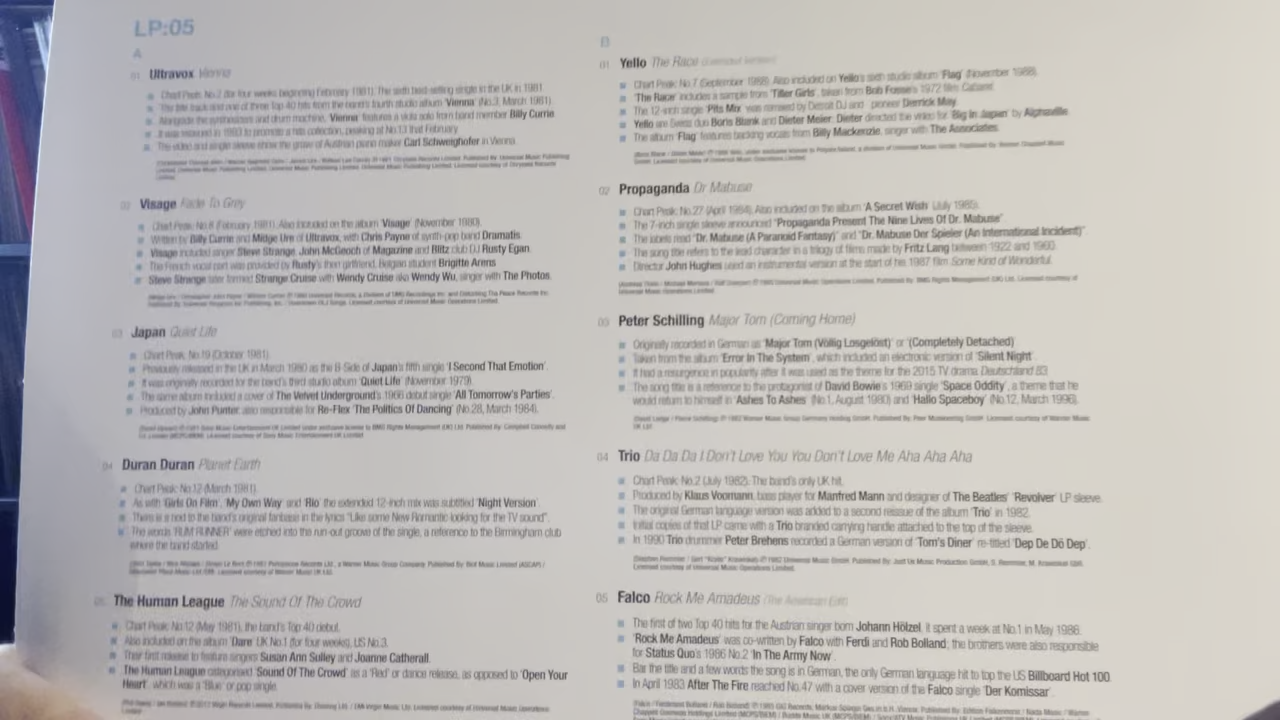 LP:05
A
01 Ultravox Vienna
Chart Peak: No.2 (for four weeks beginning February 1981). The sixth best-selling single in the UK in 1981.
The title track and one of three Top 40 hits from the band's fourth studio album 'Vienna' (No.3, March 1981).
Alongside the synthesisers and drum machine, 'Vienna' features a viola solo from band member Billy Currie.
It was reissued in 1993 to promote a hits collection, peaking at No.13 that February.
The video and single sleeve show the grave of Austrian piano maker Carl Schweighofer in Vienna.
02 Visage Fade To Grey
Chart Peak: No.8 (February 1981). Also included on the album 'Visage' (November 1980).
Written by Billy Currie and Midge Ure of Ultravox, with Chris Payne of synth-pop band Dramatis.
Visage included singer Steve Strange, John McGeoch of Magazine and Blitz club DJ Rusty Egan.
The French vocal part was provided by Rusty's then girlfriend, Belgian student Brigitte Arens
Steve Strange later formed Strange Cruise with Wendy Cruise aka Wendy Wu, singer with The Photos.
03 Japan Quiet Life
Chart Peak: No.19 (October 1981).
Previously released in the UK in March 1980 as the B-Side of Japan's fifth single 'I Second That Emotion'.
It was originally recorded for the band's third studio album 'Quiet Life' (November 1979).
The same album included a cover of The Velvet Underground's 1966 debut single 'All Tomorrow's Parties'.
Produced by John Punter, also responsible for Re-Flex 'The Politics Of Dancing' (No.28, March 1984).
04 Duran Duran Planet Earth
Chart Peak: No.12 (March 1981).
As with 'Girls On Film', 'My Own Way' and 'Rio' the extended 12-inch mix was subtitled 'Night Version'.
There is a nod to the band's original fanbase in the lyrics "Like some New Romantic looking for the TV sound".
The words 'RUM RUNNER' were etched into the run-out groove of the single, a reference to the Birmingham club
where the band started.
05 The Human League The Sound Of The Crowd
Chart Peak: No.12 (May 1981), the band's Top 40 debut.
Also included on the album 'Dare' UK No.1 (for four weeks), US No.3.
Their first release to feature singers Susan Ann Sulley and Joanne Catherall.
The Human League categorised 'Sound Of The Crowd' as a 'Red' or dance release, as opposed to 'Open Your
Heart', which was a 'Blue' or pop single.
B
01 Yello The Race (Extended Version)
Chart Peak: No.7 (September 1988). Also included on Yello's sixth studio album 'Flag' (November 1988).
'The Race' includes a sample from 'Tiller Girls', taken from Bob Fosse's 1972 film Cabaret.
The 12-inch single 'Pits Mix' was remixed by Detroit DJ and pioneer Derrick May.
Yello are Swiss duo Boris Blank and Dieter Meier. Dieter directed the video for 'Big In Japan' by Alphaville
The album 'Flag' features backing vocals from Billy Mackenzie, singer with The Associates.
02 Propaganda Dr Mabuse
Chart Peak: No.27 (April 1984). Also included on the album 'A Secret Wish' (July 1985).
The 7-inch single sleeve announced "Propaganda Present The Nine Lives Of Dr. Mabuse"
The labels read "Dr. Mabuse (A Paranoid Fantasy)" and "Dr. Mabuse Der Spieler (An International Incident)"
The song title refers to the lead character in a trilogy of films made by Fritz Lang between 1922 and 1960.
Director John Hughes used an instrumental version at the start of his 1987 film Some Kind of Wonderful.
03 Peter Schilling Major Tom (Coming Home)
Originally recorded in German as 'Major Tom (Völlig Losgelöst)' or '(Completely Detached)
Taken from the album 'Error In The System', which included an electronic version of 'Silent Night'.
It had a resurgence in popularity after it was used as the theme for the 2015 TV drama Deutschland 83
The song title is a reference to the protagonist of David Bowie's 1969 single 'Space Oddity', a theme that he
would return to himself in 'Ashes To Ashes' (No.1, August 1980) and 'Hallo Spaceboy' (No.12, March 1996).
04 Trio Da Da Da I Don't Love You You Don't Love Me Aha Aha Aha
Chart Peak: No.2 (July 1982). The band's only UK hit.
Produced by Klaus Voormann, bass player for Manfred Mann and designer of The Beatles' 'Revolver' LP sleeve.
The original German language version was added to a second reissue of the album 'Trio' in 1982.
Initial copies of that LP came with a Trio branded carrying handle attached to the top of the sleeve.
In 1990 Trio drummer Peter Behrens recorded a German version of 'Tom's Diner' re-titled 'Dep De Dö Dep'.
05 Falco Rock Me Amadeus (The American Edit)
The first of two Top 40 hits for the Austrian singer born Johann Hölzel, it spent a week at No.1 in May 1986.
'Rock Me Amadeus' was co-written by Falco with Ferdi and Rob Bolland; the brothers were also responsible
for Status Quo's 1986 No.2 'In The Army Now'.
Bar the title and a few words the song is in German, the only German language hit to top the US Billboard Hot 100.
In April 1983 After The Fire reached No.47 with a cover version of the Falco single 'Der Komissar'.